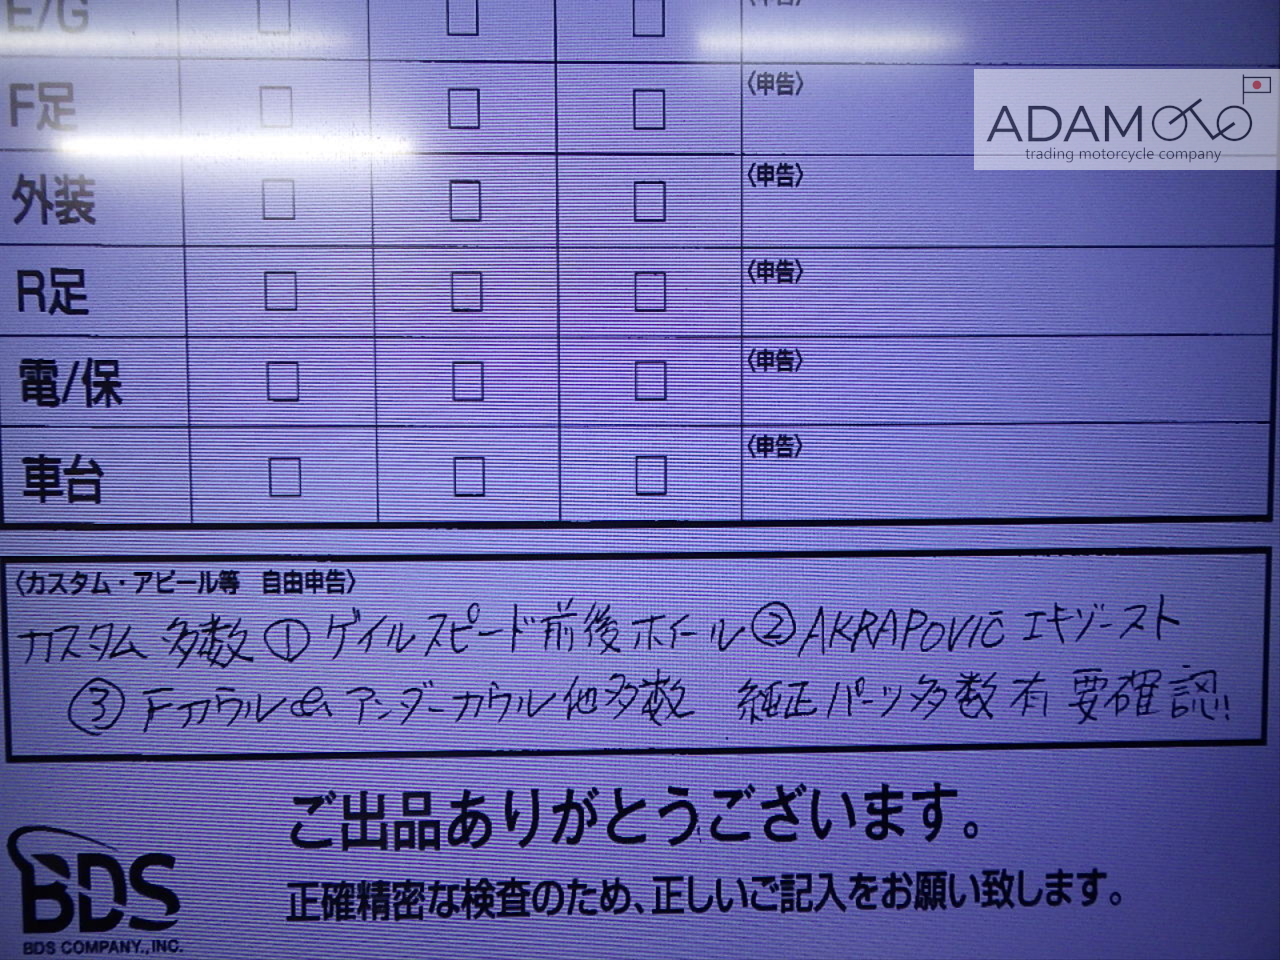 E/G
〈申告〉
F足
〈申告〉
ADAMOTO
trading motorcycle company
外装
〈申告〉
R足
〈申告〉
電/保
〈申告〉
車台
〈申告〉
〈カスタム・アピール等 自由申告〉
カスタム 多数 ① ゲイルスピード前後ホイール ② AKRAPOVIC エキゾースト
③ Fカウル & アンダーカウル他多数 純正パーツ多数有 要確認!!
ご出品ありがとうございます。
正確精密な検査のため、正しいご記入をお願い致します。
BDS
BDS COMPANY.,INC.